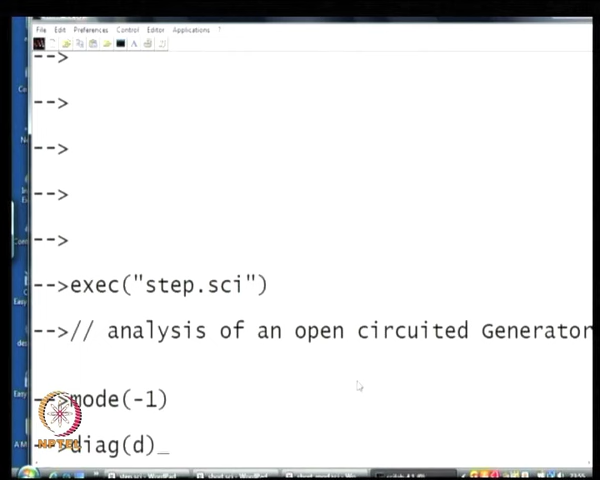 File Edit Preferences Control Editor Applications ?
-->
-->
-->
-->
-->
-->exec("step.sci")
-->// analysis of an open circuited Generator
-->mode(-1)
-->diag(d)_
NPTEL